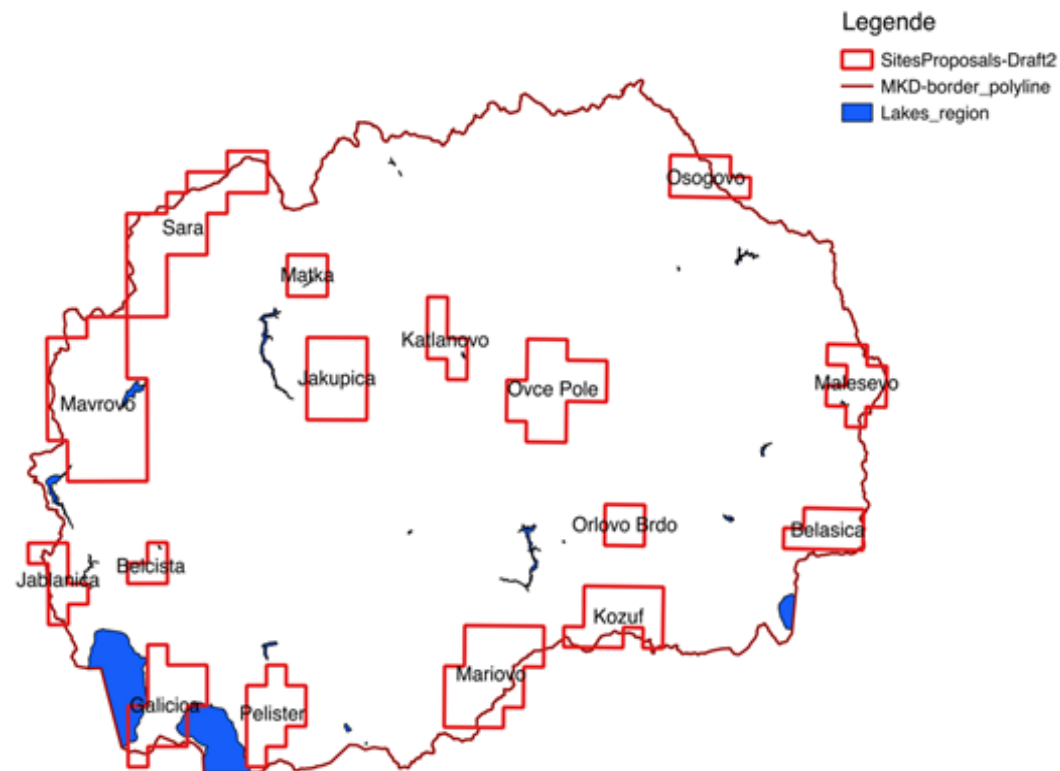 Legende
SitesProposals-Draft2
MKD-border_polyline
Lakes_region
Osogovo
Sara
Matka
Katlanovo
Jakupica
Ovce Pole
Malesevo
Mavrovo
Orlovo Brdo
Belasica
Belcista
Jablanica
Kozuf
Mariovo
Galicica
Pelister